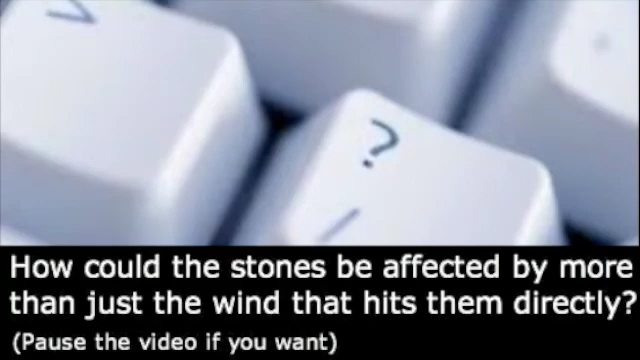 >
?
/
How could the stones be affected by more
than just the wind that hits them directly?
(Pause the video if you want)